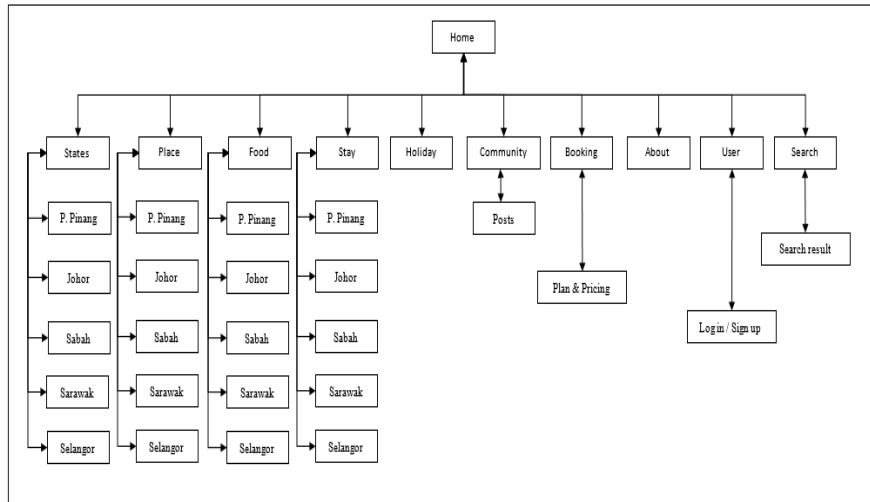 Home
States
Place
Food
Stay
Holiday
Community
Booking
About
User
Search
P. Pinang
P. Pinang
P. Pinang
P. Pinang
Posts
Search result
Johor
Johor
Johor
Johor
Plan & Pricing
Login / Sign up
Sabah
Sabah
Sabah
Sabah
Sarawak
Sarawak
Sarawak
Sarawak
Selangor
Selangor
Selangor
Selangor